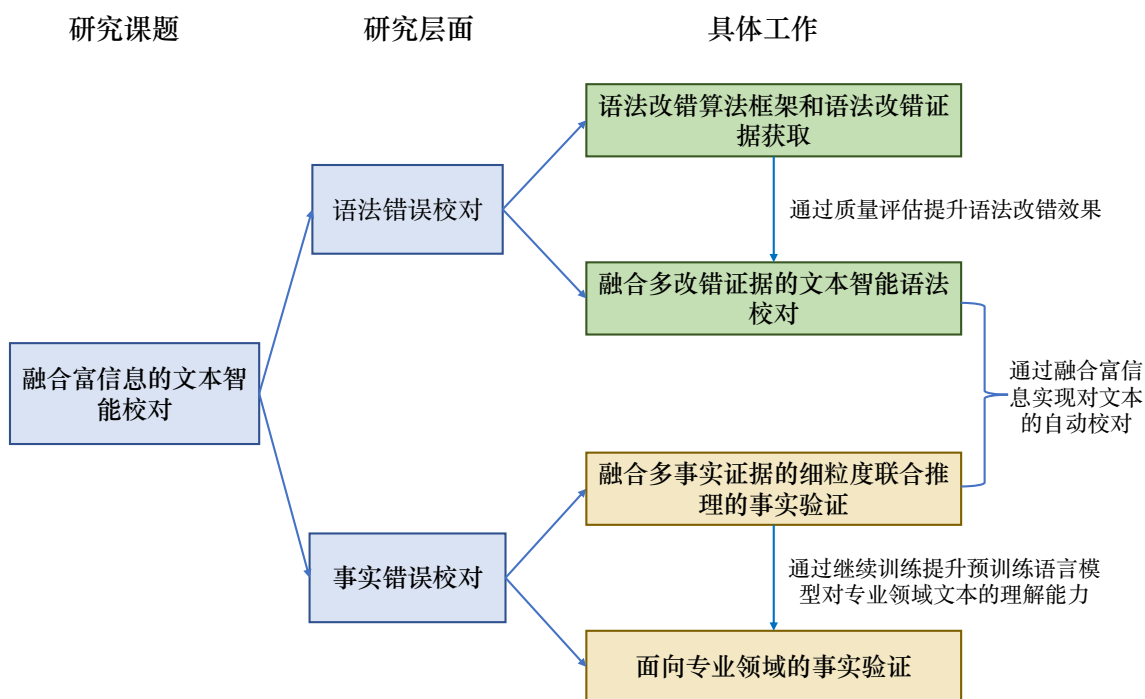 研究课题
研究层面
具体工作
语法改错算法框架和语法改错证
据获取
语法错误校对
通过质量评估提升语法改错效果
融合多改错证据的文本智能语法
校对
融合富信息的文本智
能校对
通过融合富信
息实现对文本
的自动校对
融合多事实证据的细粒度联合推
理的事实验证
事实错误校对
通过继续训练提升预训练语言模
型对专业领域文本的理解能力
面向专业领域的事实验证